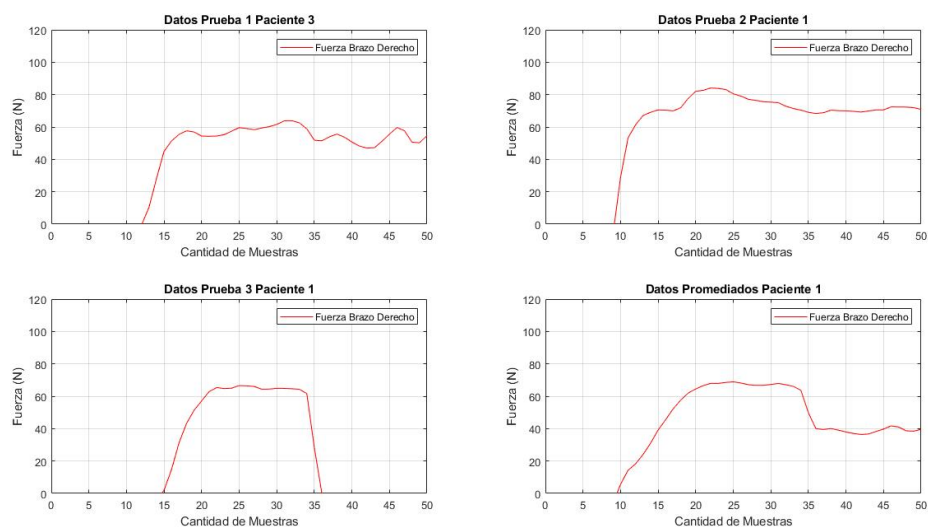 Datos Prueba 1 Paciente 3
Fuerza Brazo Derecho
Fuerza (N)
120
100
80
60
40
20
0
0 5 10 15 20 25 30 35 40 45 50
Cantidad de Muestras
Datos Prueba 2 Paciente 1
Fuerza Brazo Derecho
Fuerza (N)
120
100
80
60
40
20
0
0 5 10 15 20 25 30 35 40 45 50
Cantidad de Muestras
Datos Prueba 3 Paciente 1
Fuerza Brazo Derecho
Fuerza (N)
120
100
80
60
40
20
0
0 5 10 15 20 25 30 35 40 45 50
Cantidad de Muestras
Datos Promediados Paciente 1
Fuerza Brazo Derecho
Fuerza (N)
120
100
80
60
40
20
0
0 5 10 15 20 25 30 35 40 45 50
Cantidad de Muestras